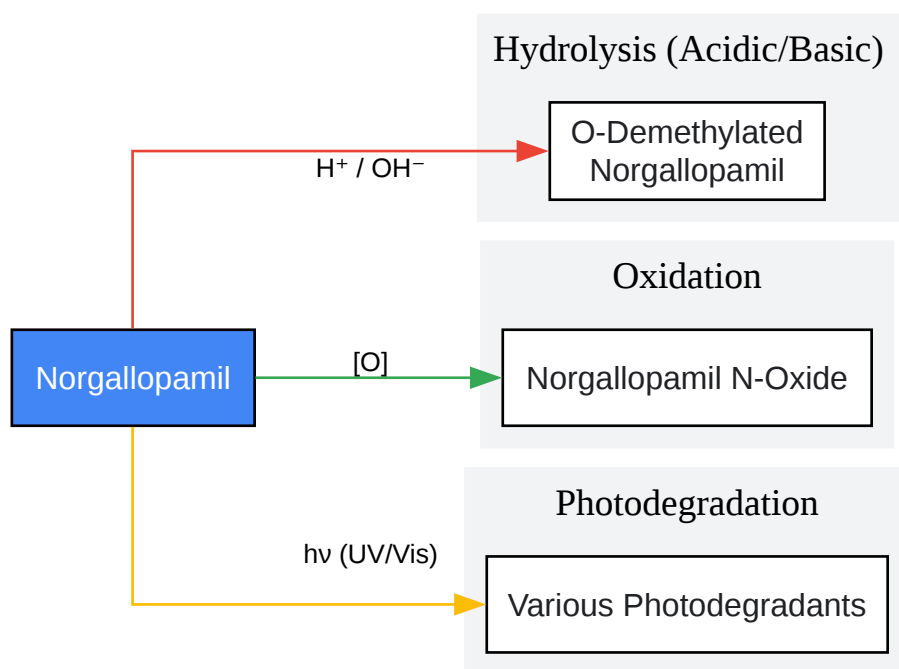 Hydrolysis (Acidic/Basic)
O-Demethylated
Norgallopamil
H⁺ / OH⁻
Oxidation
Norgallopamil
[O]
Norgallopamil N-Oxide
Photodegradation
hν (UV/Vis)
Various Photodegradants